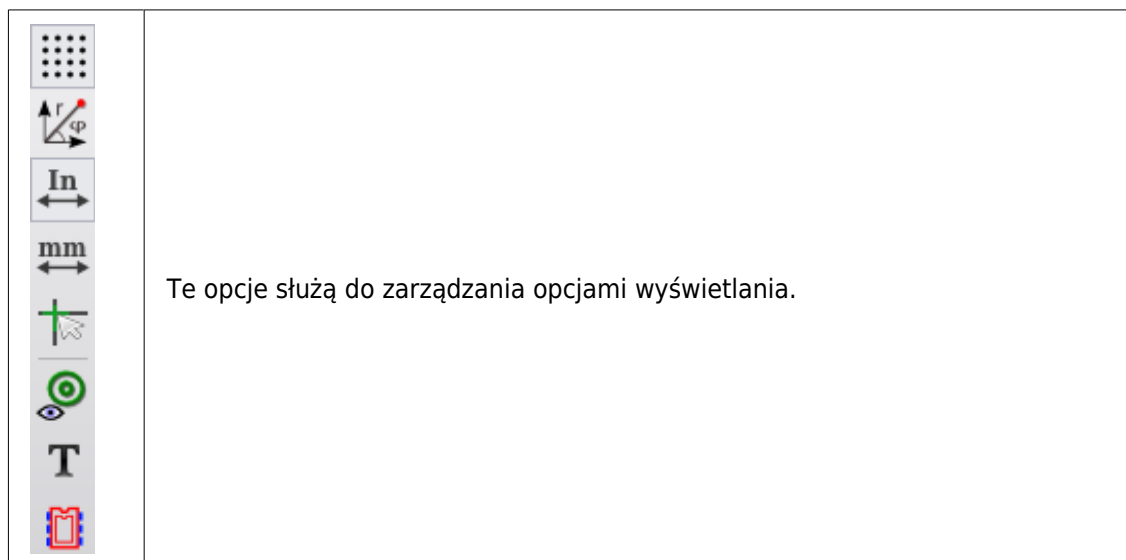 r
φ
In
mm
Te opcje służą do zarządzania opcjami wyświetlania.
T